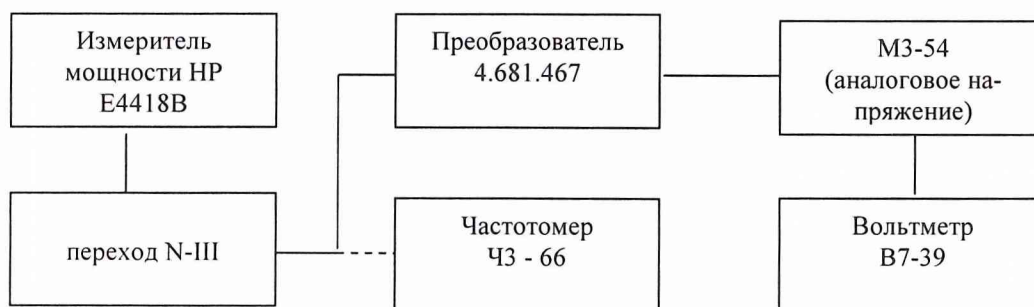 Измеритель
мощности HP
E4418B
Преобразователь
4.681.467
М3-54
(аналоговое на-
пряжение)
переход N-III
Частотомер
Ч3 - 66
Вольтметр
В7-39